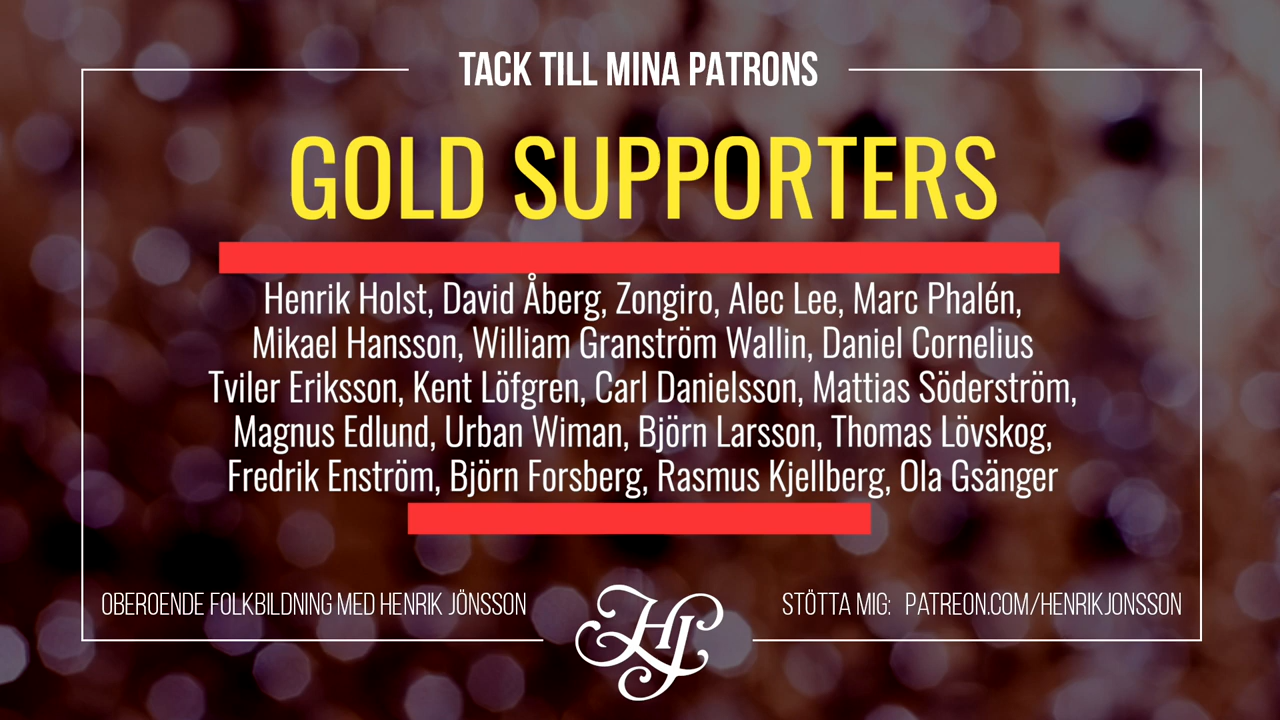 TACK TILL MINA PATRONS
GOLD SUPPORTERS
Henrik Holst, David Åberg, Zongiro, Alec Lee, Marc Phalén,
Mikael Hansson, William Granström Wallin, Daniel Cornelius
Tviler Eriksson, Kent Löfgren, Carl Danielsson, Mattias Söderström,
Magnus Edlund, Urban Wiman, Björn Larsson, Thomas Lövskog,
Fredrik Enström, Björn Forsberg, Rasmus Kjellberg, Ola Gsänger
OBEROENDE FOLKBILDNING MED HENRIK JÖNSSON
HJ
STÖTTA MIG: PATREON.COM/HENRIKJONSSON